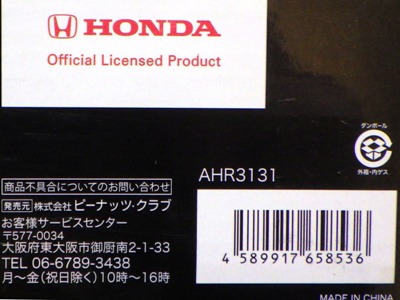 HONDA
Official Licensed Product
ダンボール
外箱・内ゲス
商品不具合についてのお問い合わせ
発売元 株式会社 ピーナッツ・クラブ
お客様サービスセンター
〒577-0034
大阪府東大阪市御厨南2-1-33
TEL 06-6789-3438
月～金(祝日除く)10時～16時
AHR3131
4 589917 658536
MADE IN CHINA